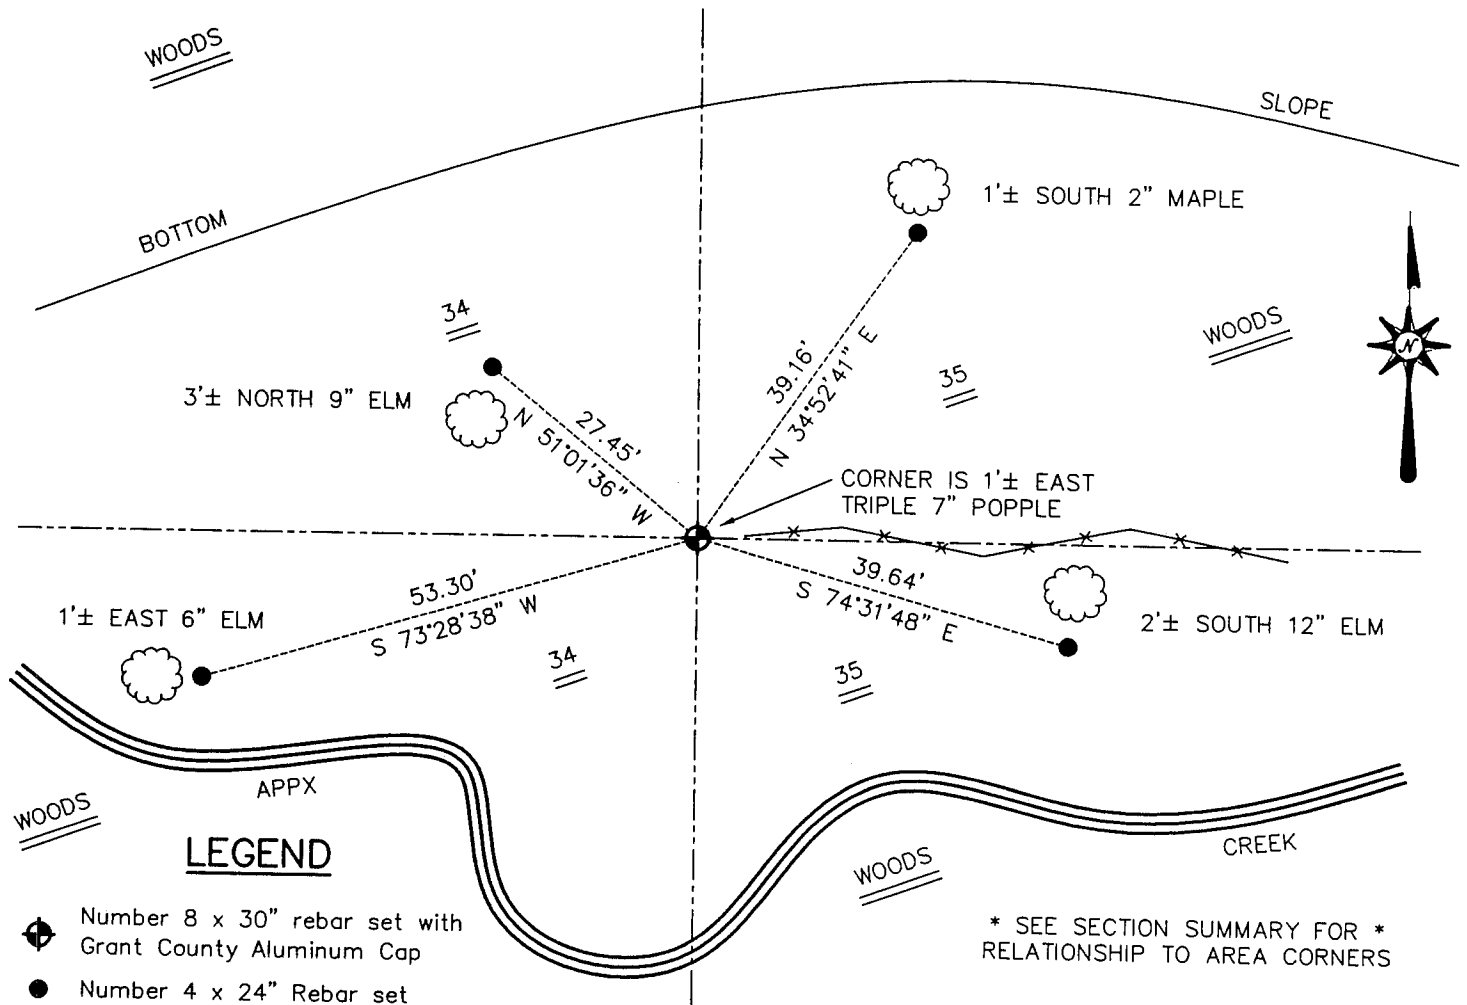 WOODS
SLOPE
BOTTOM
1'± SOUTH 2" MAPLE
34
WOODS
N
3'± NORTH 9" ELM
27.45'
N 51°01'36" W
39.16'
N 34°52'41" E
35
CORNER IS 1'± EAST
TRIPLE 7" POPPLE
53.30'
S 73°28'38" W
39.64'
S 74°31'48" E
1'± EAST 6" ELM
2'± SOUTH 12" ELM
34
35
APPX
CREEK
WOODS
WOODS
LEGEND
Number 8 x 30" rebar set with
Grant County Aluminum Cap
Number 4 x 24" Rebar set
* SEE SECTION SUMMARY FOR *
RELATIONSHIP TO AREA CORNERS